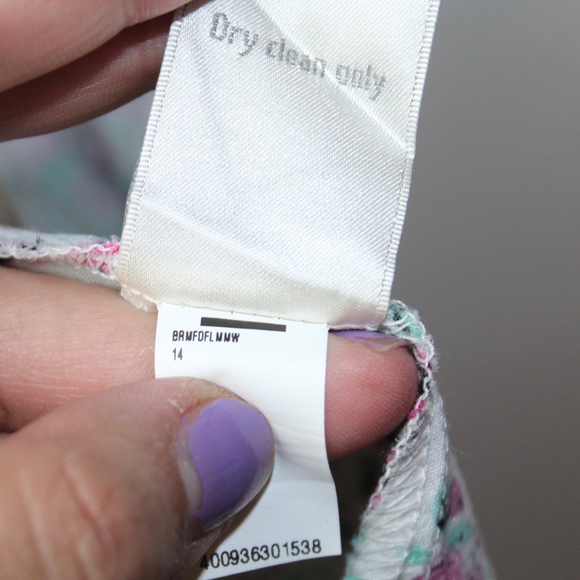 Dry clean only
BRMFDFLMMW
14
400936301538